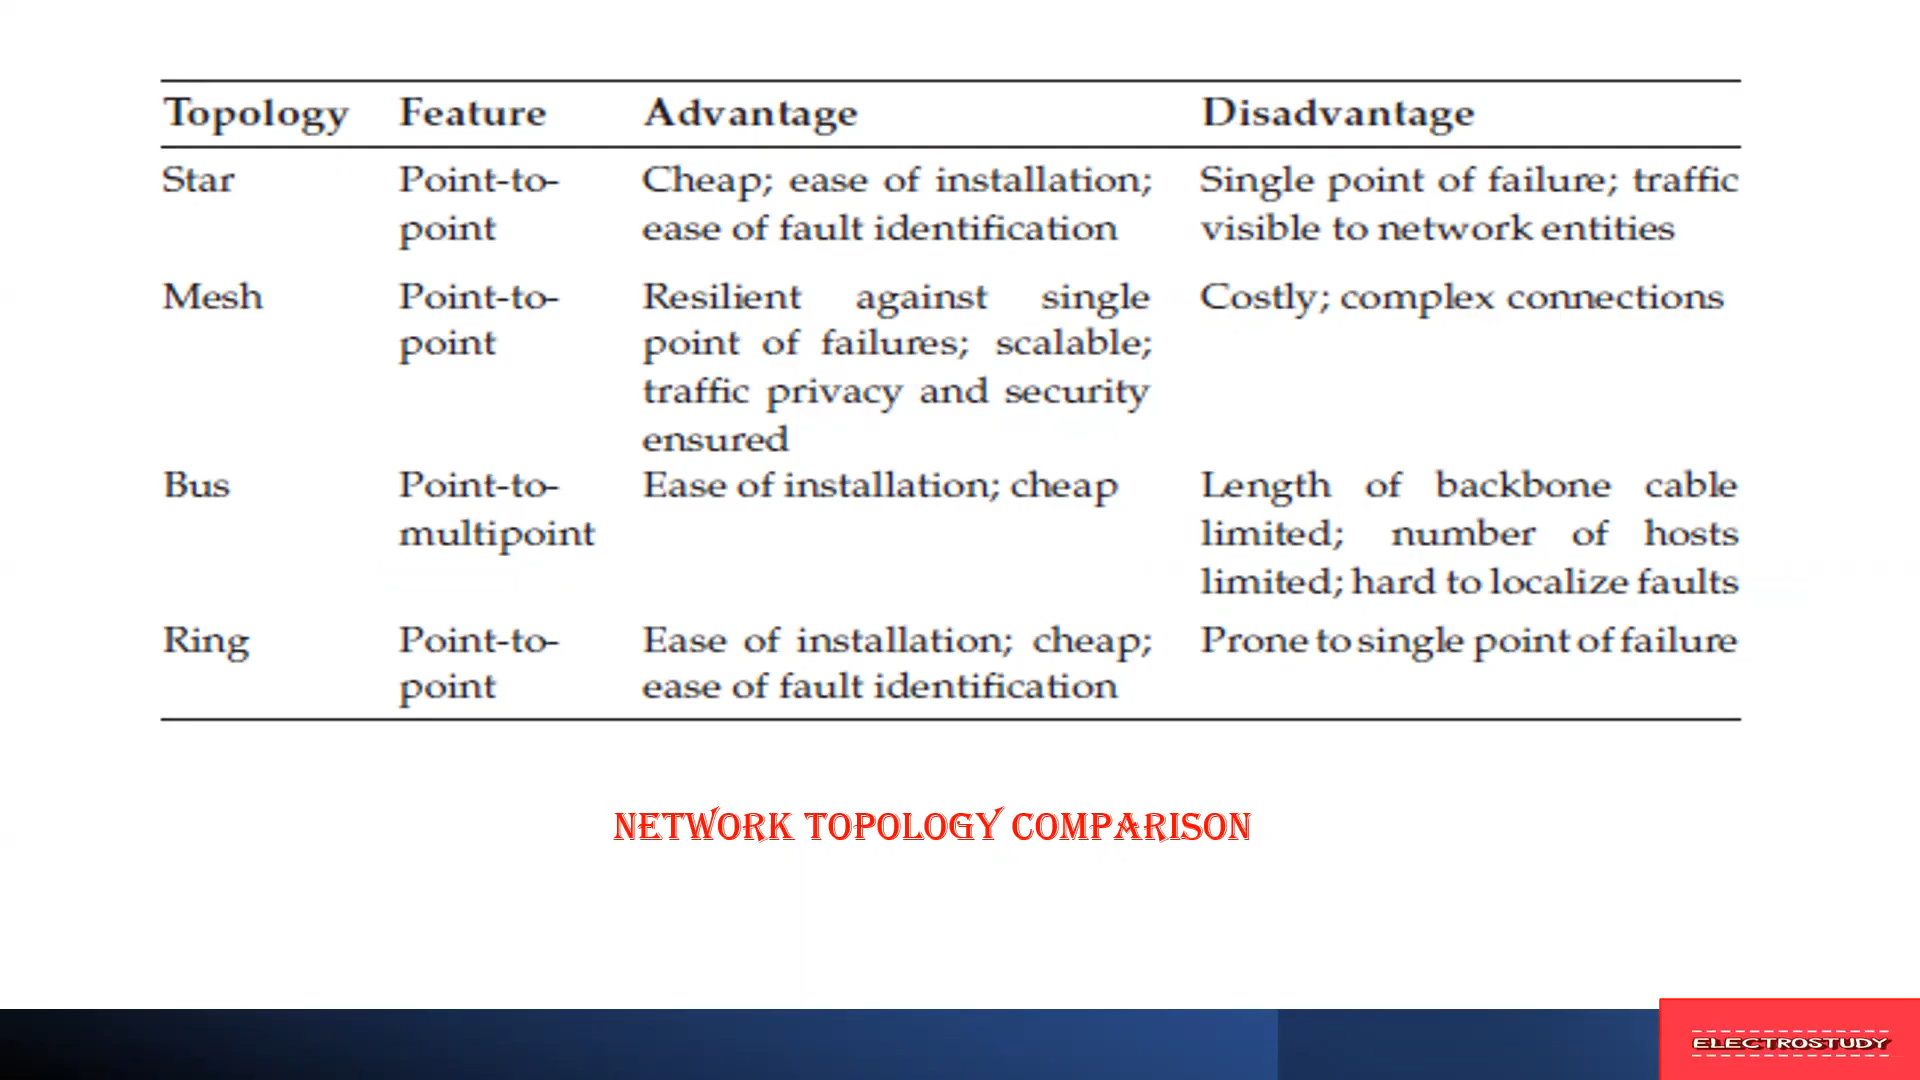 Topology Feature Advantage Disadvantage
Star Point-to- Cheap; ease of installation; Single point of failure; traffic
point ease of fault identification visible to network entities
Mesh Point-to- Resilient against single Costly; complex connections
point point of failures; scalable;
traffic privacy and security
ensured
Bus Point-to- Ease of installation; cheap Length of backbone cable
multipoint limited; number of hosts
limited; hard to localize faults
Ring Point-to- Ease of installation; cheap; Prone to single point of failure
point ease of fault identification
NETWORK TOPOLOGY COMPARISON
ELECTROSTUDY